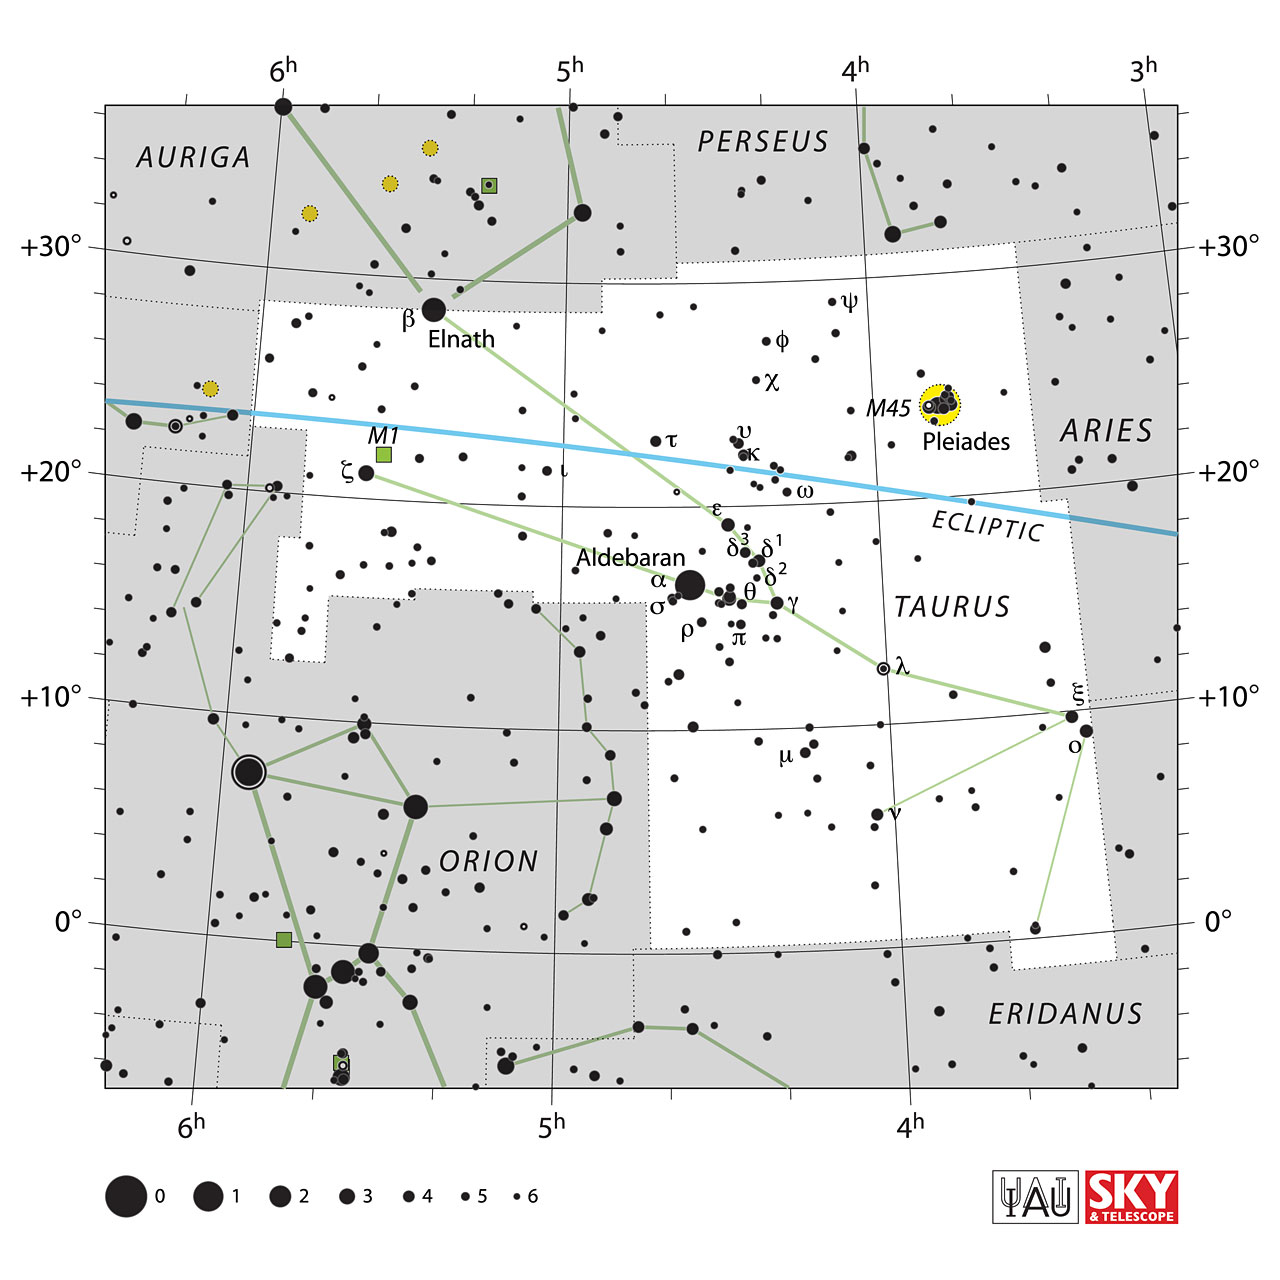 6h 5h 4h 3h
AURIGA
PERSEUS
+30° +30°
ψ
β
Elnath
ϕ
χ
M45
Pleiades
ARIES
M1
τ
υ
κ
+20° +20°
ζ
ι
ω
ECLIPTIC
ε
δ3 δ1
Aldebaran
α
δ2
θ
σ
γ
TAURUS
ρ
π
λ
+10° +10°
ξ
ο
μ
ν
ORION
0° 0°
ERIDANUS
6h 5h 4h
0 1 2 3 4 5 6
IAU
SKY
& TELESCOPE